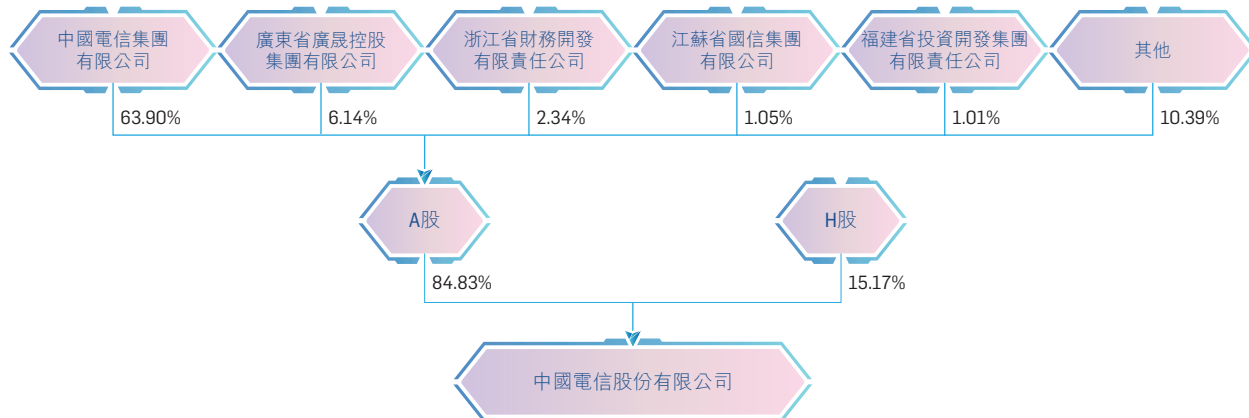 中國電信集團
有限公司
廣東省廣晟控股
集團有限公司
浙江省財務開發
有限責任公司
江蘇省國信集團
有限公司
福建省投資開發集團
有限責任公司
其他
63.90%
6.14%
2.34%
1.05%
1.01%
10.39%
A股
H股
84.83%
15.17%
中國電信股份有限公司